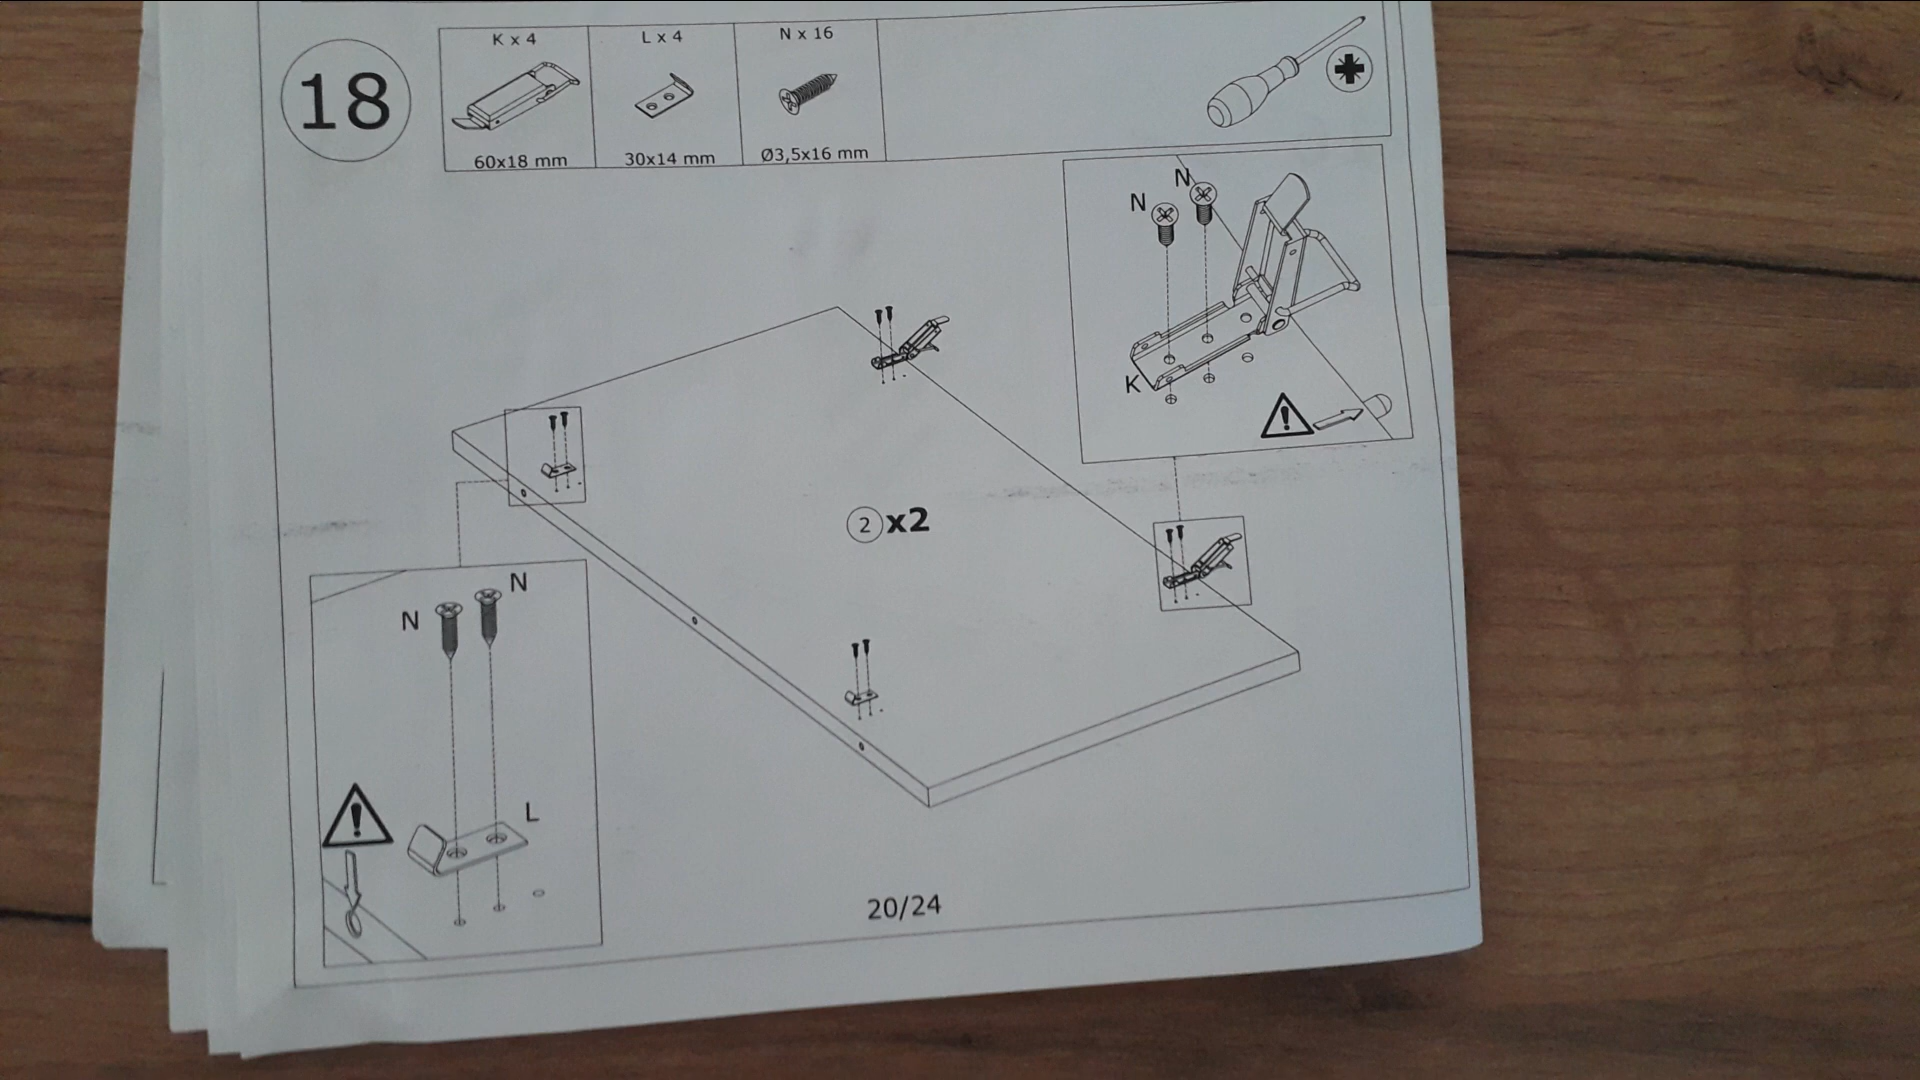 18
K x 4
L x 4
N x 16
60x18 mm
30x14 mm
Ø3,5x16 mm
N
N
K
2 x2
N
N
L
20/24